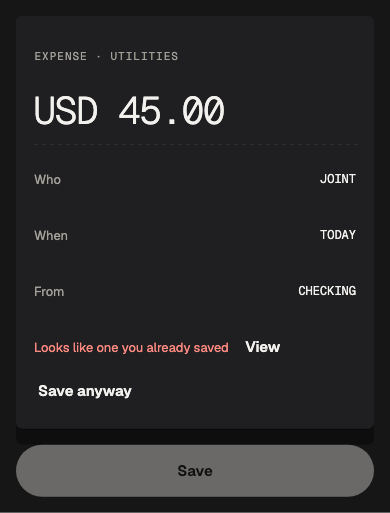 EXPENSE · UTILITIES
USD 45.00
Who JOINT
When TODAY
From CHECKING
Looks like one you already saved View
Save anyway
Save